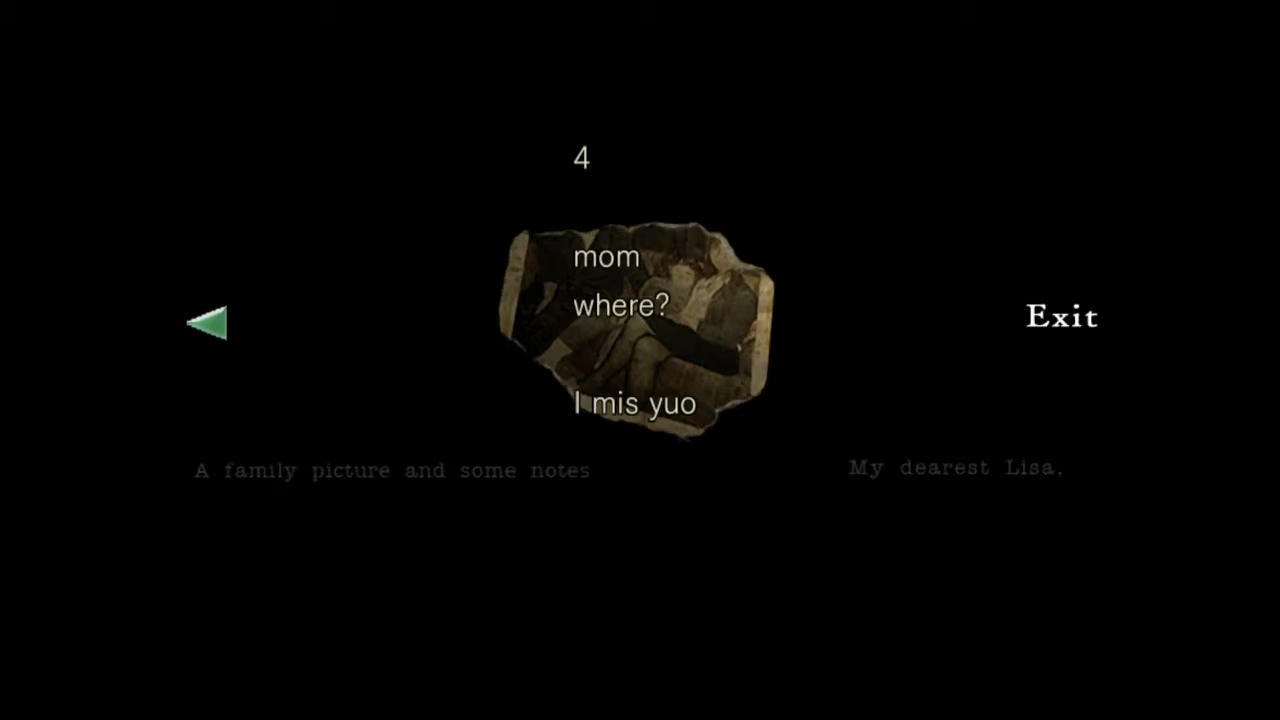 4
mom
where?
Exit
I mis yuo
A family picture and some notes
My dearest Lisa,